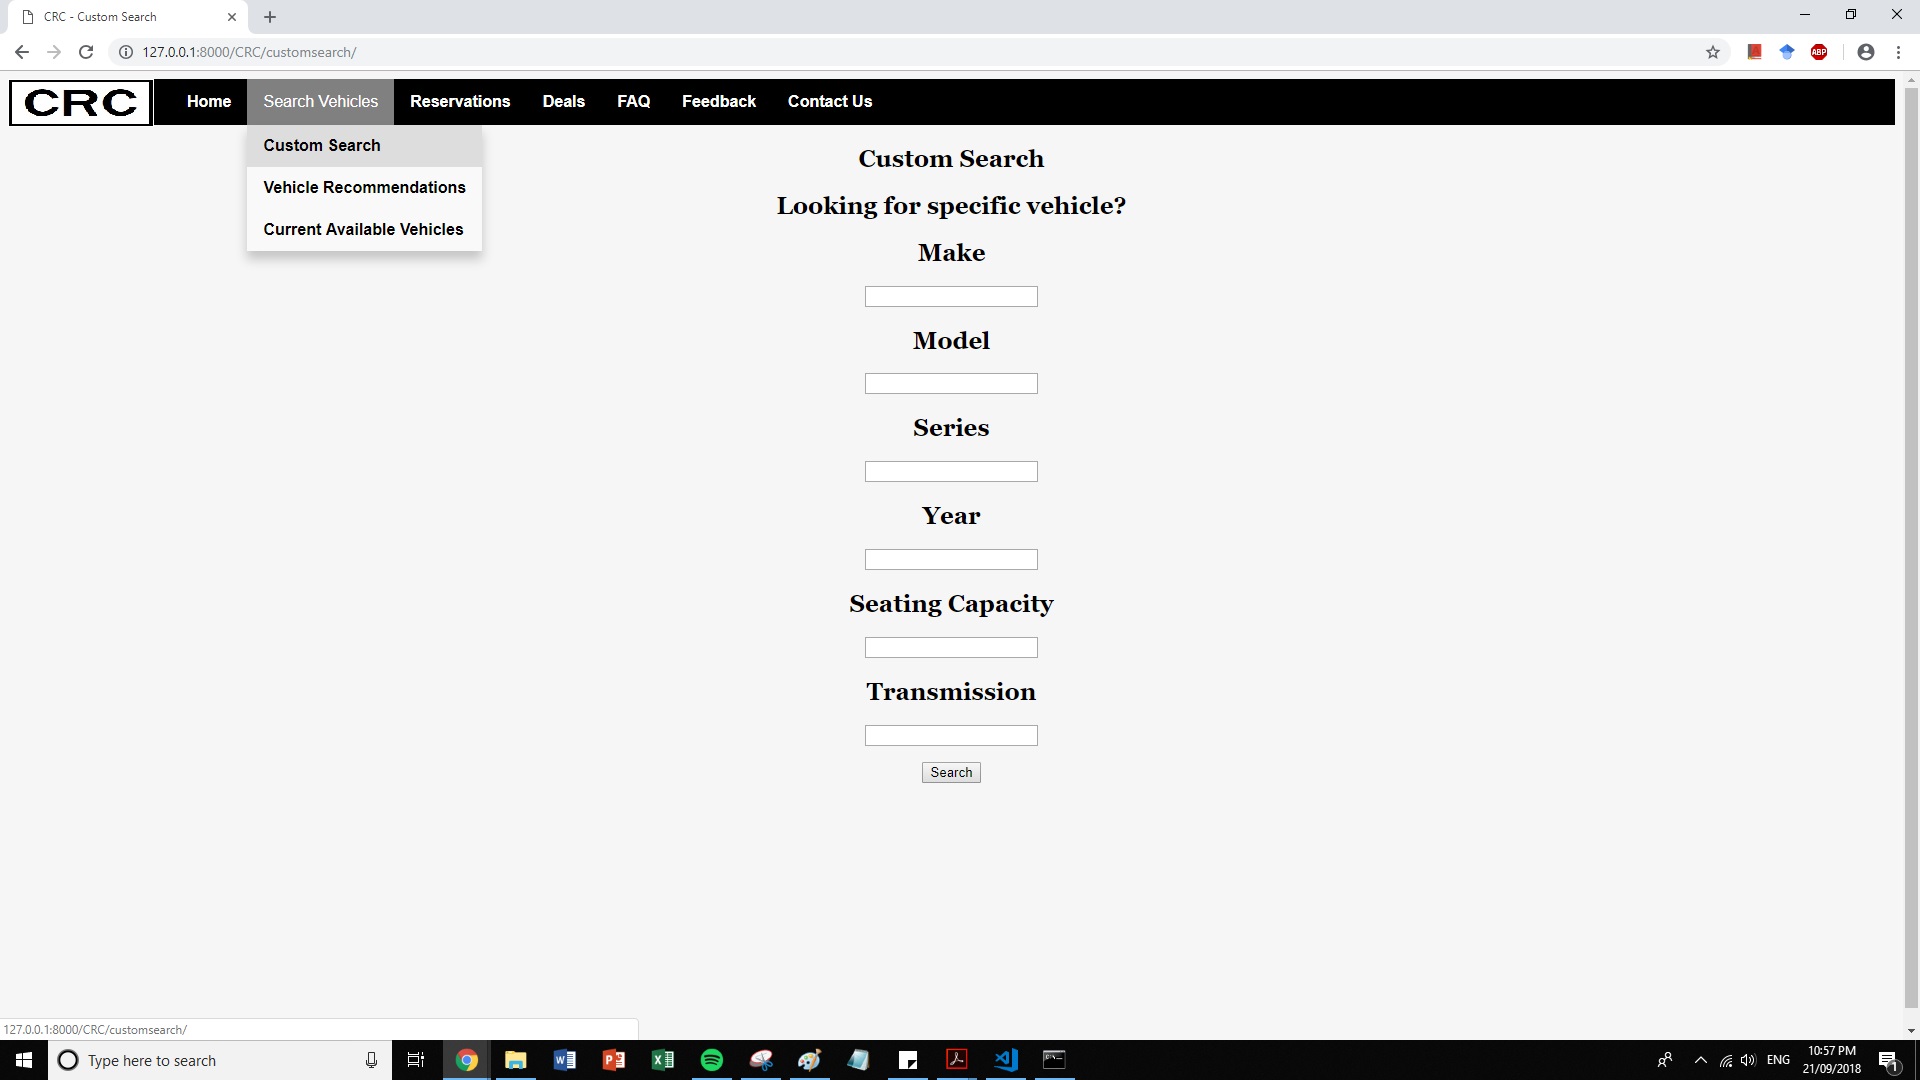 CRC - Custom Search
127.0.0.1:8000/CRC/customsearch/
ABP
CRC Home Search Vehicles Reservations Deals FAQ Feedback Contact Us
Custom Search
Vehicle Recommendations
Current Available Vehicles
Custom Search
Looking for specific vehicle?
Make
Model
Series
Year
Seating Capacity
Transmission
Search
127.0.0.1:8000/CRC/customsearch/
Type here to search
ENG
10:57 PM
21/09/2018
1